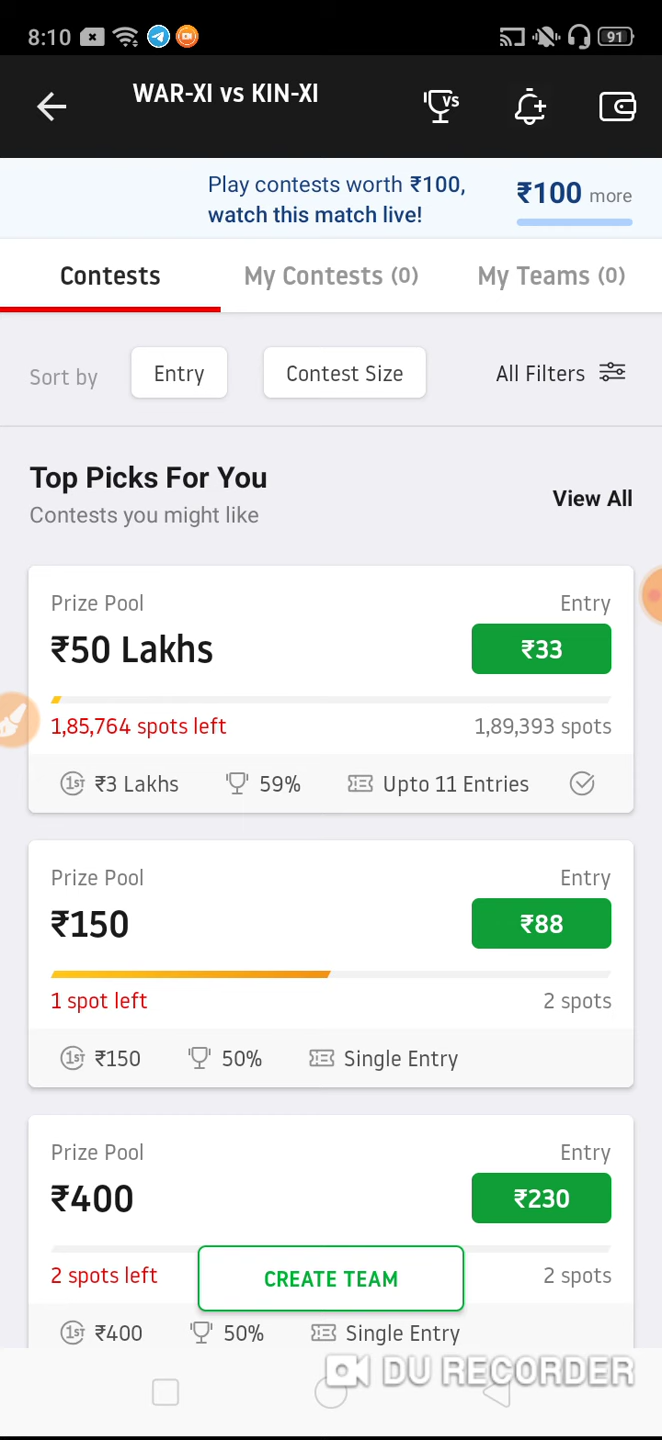 8:10
91
WAR-XI vs KIN-XI
VS
Play contests worth ₹100,
watch this match live!
₹100 more
Contests
My Contests (0)
My Teams (0)
Sort by
Entry
Contest Size
All Filters
Top Picks For You
Contests you might like
View All
Prize Pool
Entry
₹50 Lakhs
₹33
1,85,764 spots left
1,89,393 spots
1ST ₹3 Lakhs
59%
Upto 11 Entries
Prize Pool
Entry
₹150
₹88
1 spot left
2 spots
1ST ₹150
50%
Single Entry
Prize Pool
Entry
₹400
₹230
2 spots left
CREATE TEAM
2 spots
1ST ₹400
50%
Single Entry
DU RECORDER